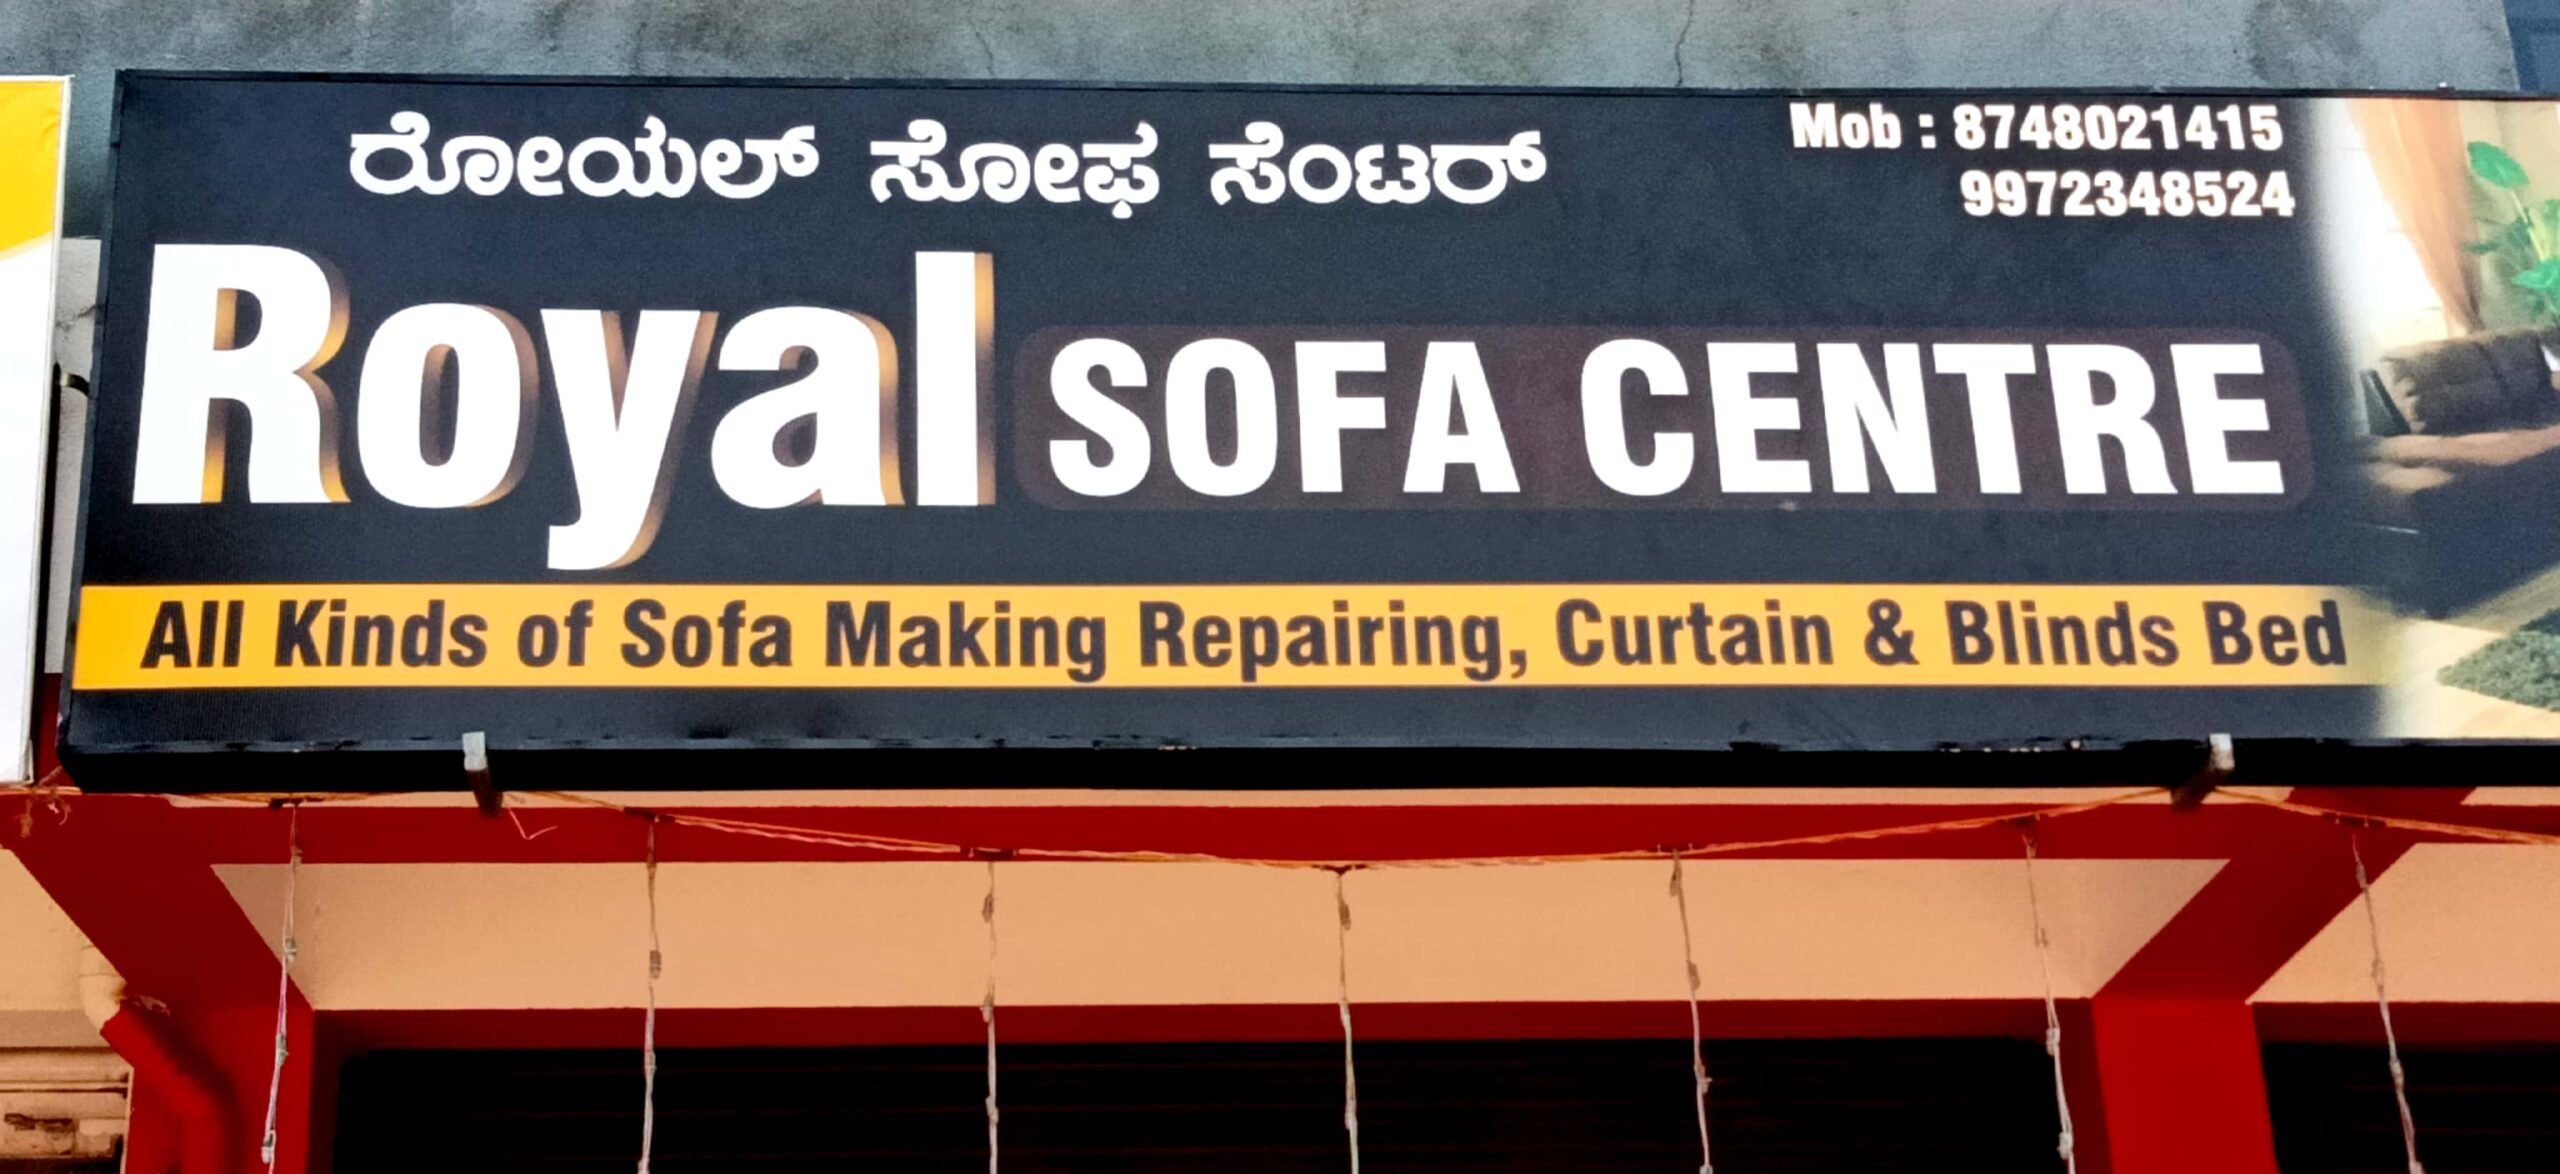 ರೋಯಲ್ ಸೋಫ ಸೆಂಟರ್
Mob : 8748021415
9972348524
Royal SOFA CENTRE
All Kinds of Sofa Making Repairing, Curtain & Blinds Bed